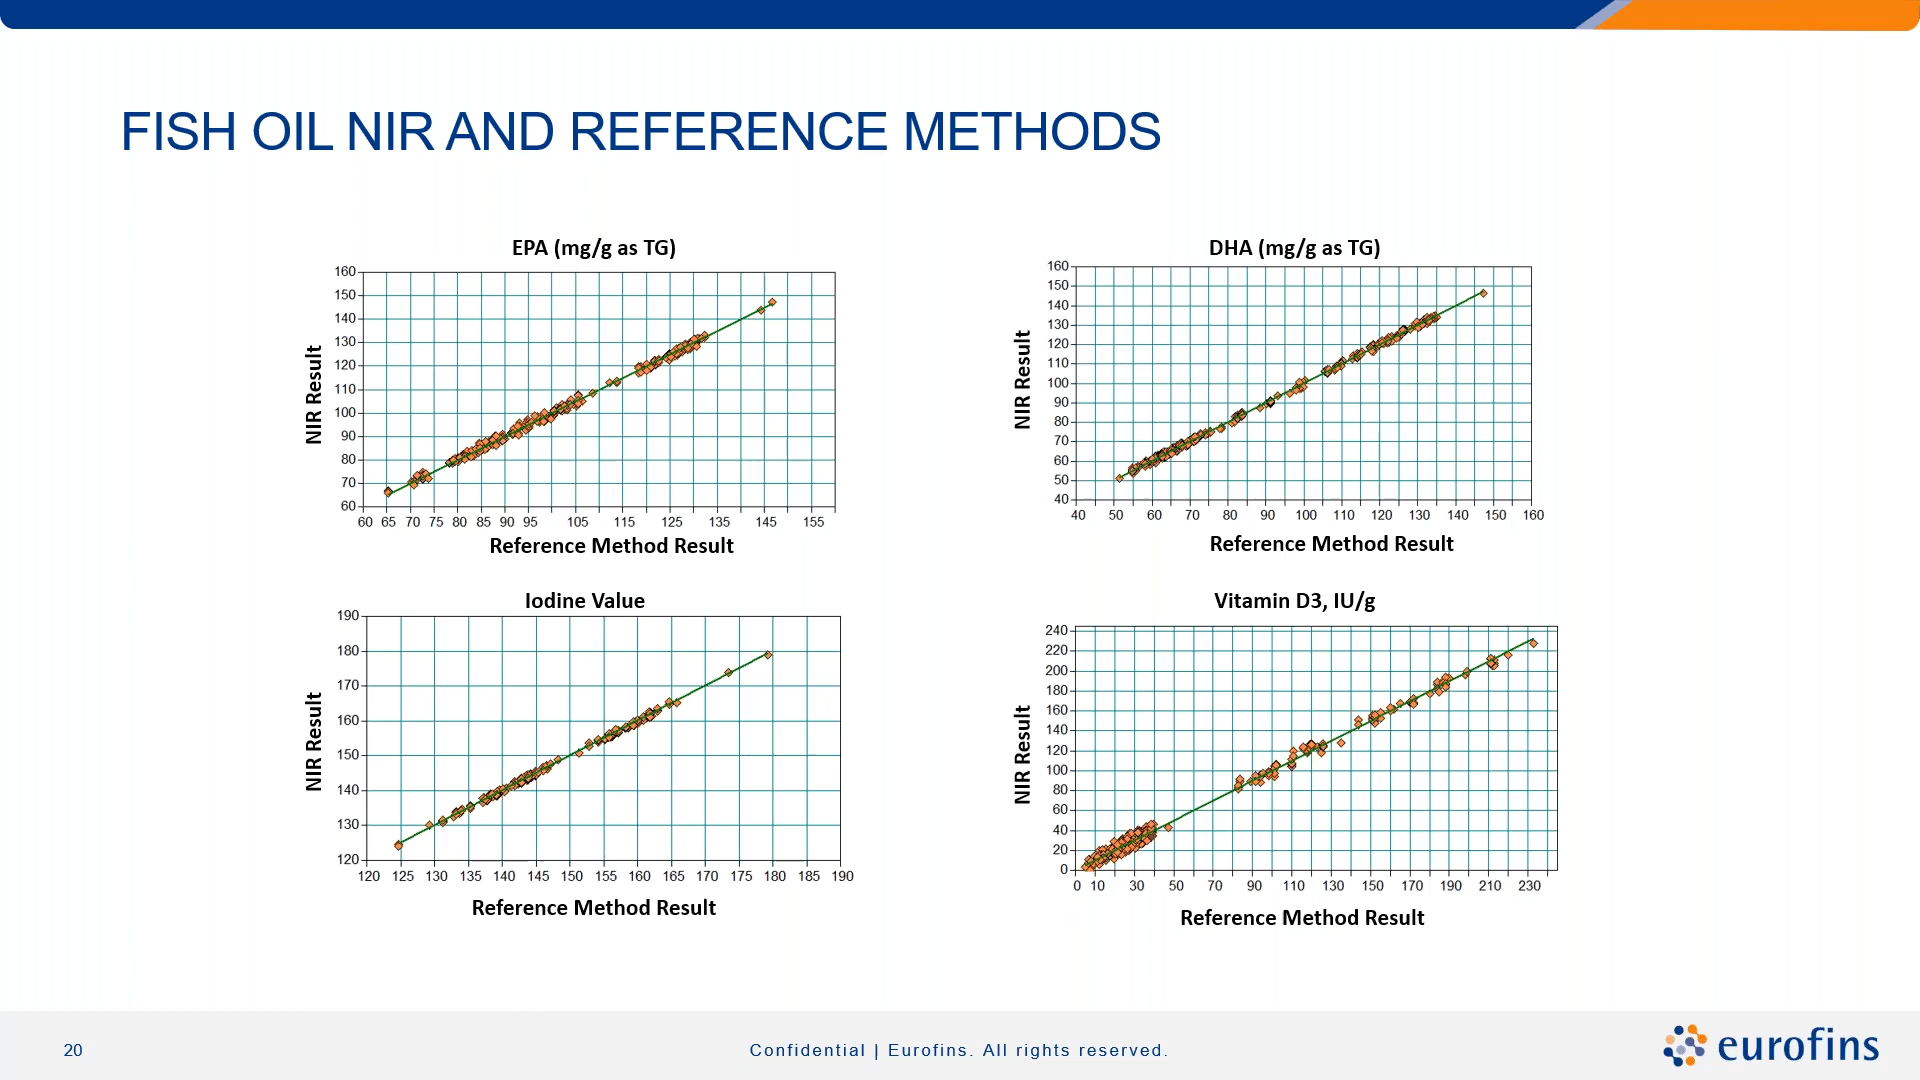 FISH OIL NIR AND REFERENCE METHODS
EPA (mg/g as TG)
NIR Result
160
150
140
130
120
110
100
90
80
70
60
60 65 70 75 80 85 90 95 105 115 125 135 145 155
Reference Method Result
DHA (mg/g as TG)
NIR Result
160
150
140
130
120
110
100
90
80
70
60
50
40
40 50 60 70 80 90 100 110 120 130 140 150 160
Reference Method Result
Iodine Value
NIR Result
190
180
170
160
150
140
130
120
120 125 130 135 140 145 150 155 160 165 170 175 180 185 190
Reference Method Result
Vitamin D3, IU/g
NIR Result
240
220
200
180
160
140
120
100
80
60
40
20
0
0 10 30 50 70 90 110 130 150 170 190 210 230
Reference Method Result
20
Confidential | Eurofins. All rights reserved.
eurofins